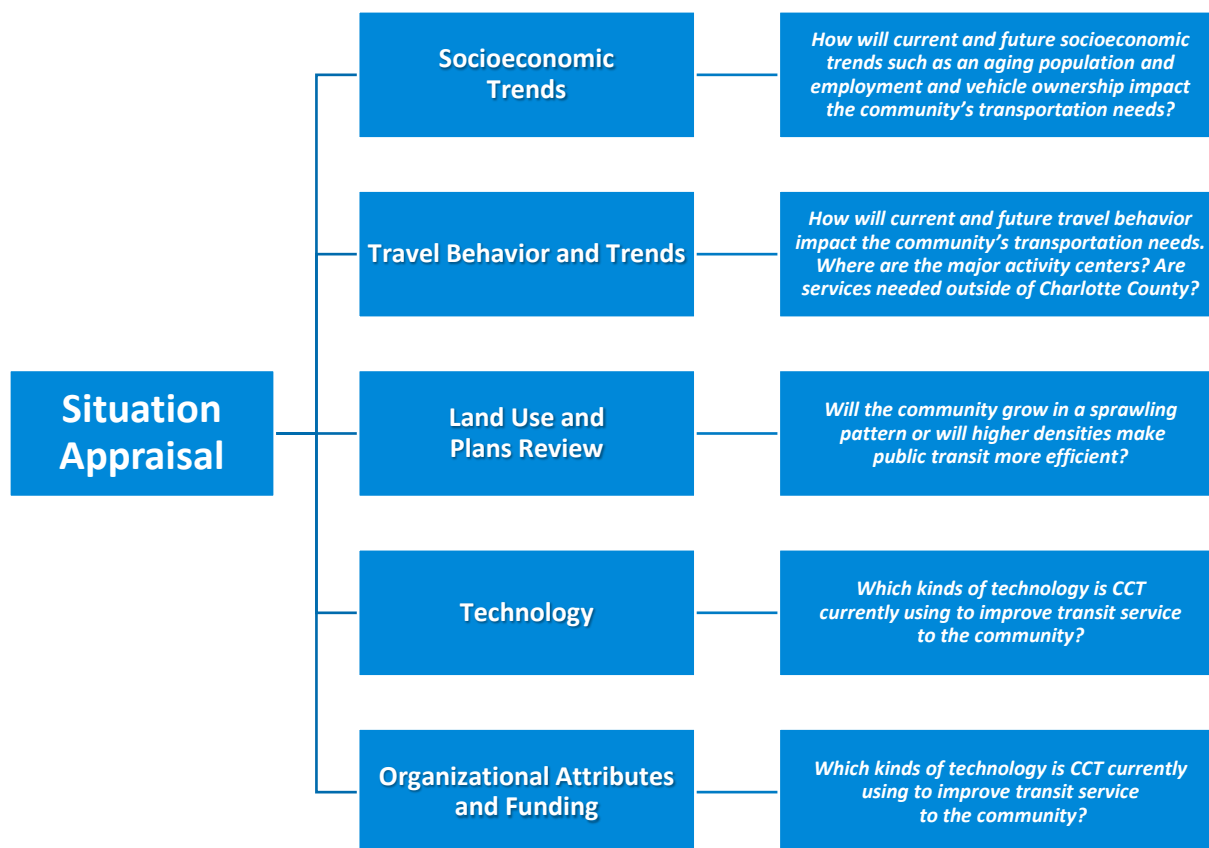 Situation
Appraisal
Socioeconomic
Trends
How will current and future socioeconomic
trends such as an aging population and
employment and vehicle ownership impact
the community’s transportation needs?
Travel Behavior and Trends
How will current and future travel behavior
impact the community’s transportation needs.
Where are the major activity centers? Are
services needed outside of Charlotte County?
Land Use and
Plans Review
Will the community grow in a sprawling
pattern or will higher densities make
public transit more efficient?
Technology
Which kinds of technology is CCT
currently using to improve transit service
to the community?
Organizational Attributes
and Funding
Which kinds of technology is CCT currently
using to improve transit service
to the community?